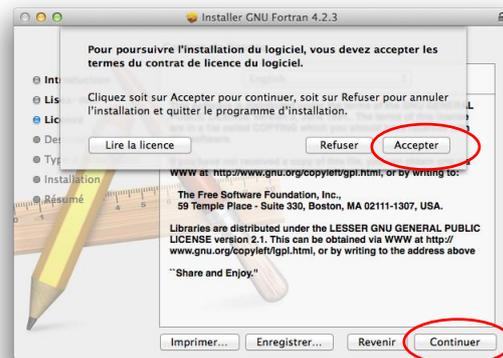 Installer GNU Fortran 4.2.3
Pour poursuivre l'installation du logiciel, vous devez accepter les
termes du contrat de licence du logiciel.
Cliquez soit sur Accepter pour continuer, soit sur Refuser pour annuler
l'installation et quitter le programme d'installation.
Lire la licence
Refuser
Accepter
Installation
Résumé
WWW at http://www.gnu.org/copyleft/gpl.html, or by writing to:
The Free Software Foundation, Inc.,
59 Temple Place - Suite 330, Boston, MA 02111-1307, USA.
Libraries are distributed under the LESSER GNU GENERAL PUBLIC
LICENSE version 2.1. This can be obtained via WWW at http://
www.gnu.org/copyleft/lgpl.html, or by writing to the address above
``Share and Enjoy."
Imprimer...
Enregistrer...
Revenir
Continuer